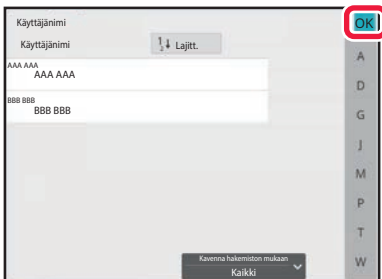 Käyttäjänimi
OK
Käyttäjänimi
Lajitt.
AAA AAA
AAA AAA
BBB BBB
BBB BBB
A
D
G
J
M
P
T
W
Kavenna hakemiston mukaan
Kaikki